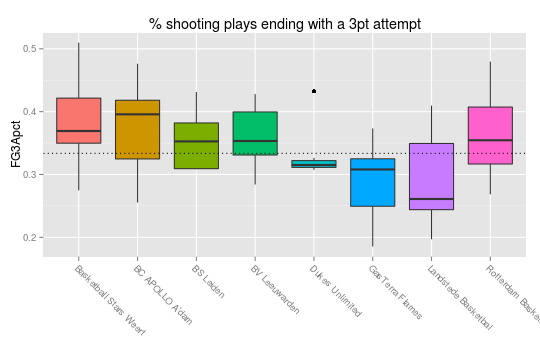 % shooting plays ending with a 3pt attempt
FG3Apct
0.5
0.4
0.3
0.2
Basketball Stars Weert
BC APOLLO A'dam
BS Leiden
BV Leeuwarden
Dukes Unlimited
GasTerra Flames
Landstede Basketbal
Rotterdam Baske